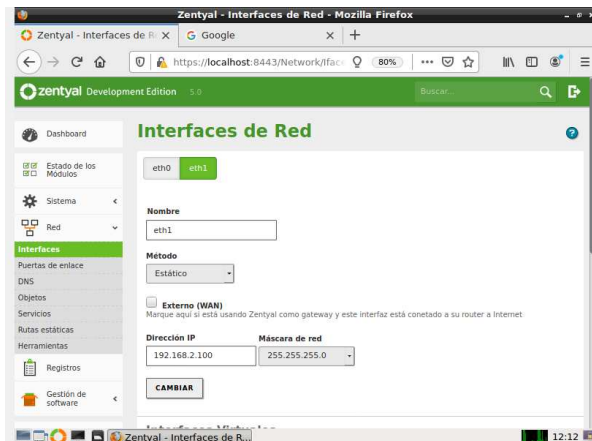 Zentyal - Interfaces de Red - Mozilla Firefox
Zentyal - Interfaces de R
Google
https://localhost:8443/Network/Ifac
80%
zentyal Development Edition 5.0
Buscar...
Dashboard
Interfaces de Red
Estado de los Módulos
eth0 eth1
Sistema
Nombre
Red
eth1
Interfaces
Método
Puertas de enlace
Estático
DNS
Objetos
Externo (WAN)
Servicios
Marque aquí si está usando Zentyal como gateway y este interfaz está conetado a su router a Internet
Rutas estáticas
Dirección IP Máscara de red
Herramientas
192.168.2.100 255.255.255.0
Registros
CAMBIAR
Gestión de software
Interfaces Virtuales
Zentyal - Interfaces de R...
12:12